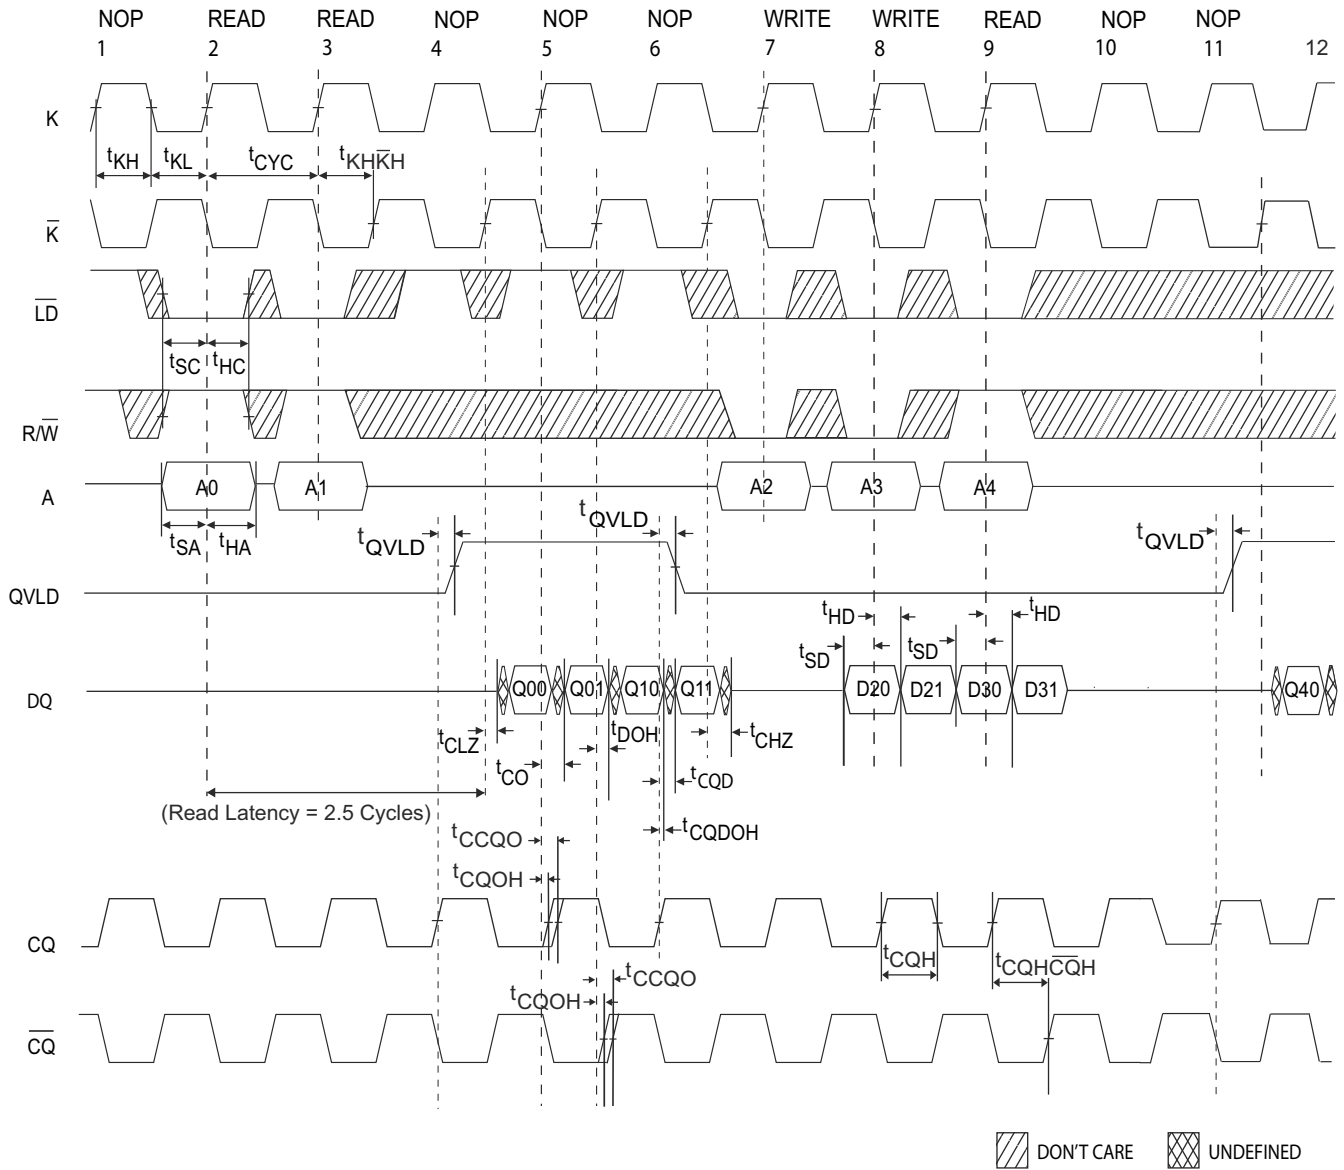 NOP READ READ NOP NOP NOP WRITE WRITE READ NOP NOP
1 2 3 4 5 6 7 8 9 10 11 12
K
tKH tKL tCYC tKHK̅H
K̅
L̅D̅
tSC tHC
R/W̅
A A0 A1 A2 A3 A4
tSA tHA tQVLD tQVLD tQVLD
QVLD
tHD tHD
tSD tSD
DQ Q00 Q01 Q10 Q11 D20 D21 D30 D31 Q40
tCLZ tDOH tCHZ
tCO tCQD
(Read Latency = 2.5 Cycles)
tCQDOH
tCCQO
tCQOH
CQ
tCQH tCQHC̅Q̅H
tCCQO
tCQOH
C̅Q̅
DON'T CARE UNDEFINED